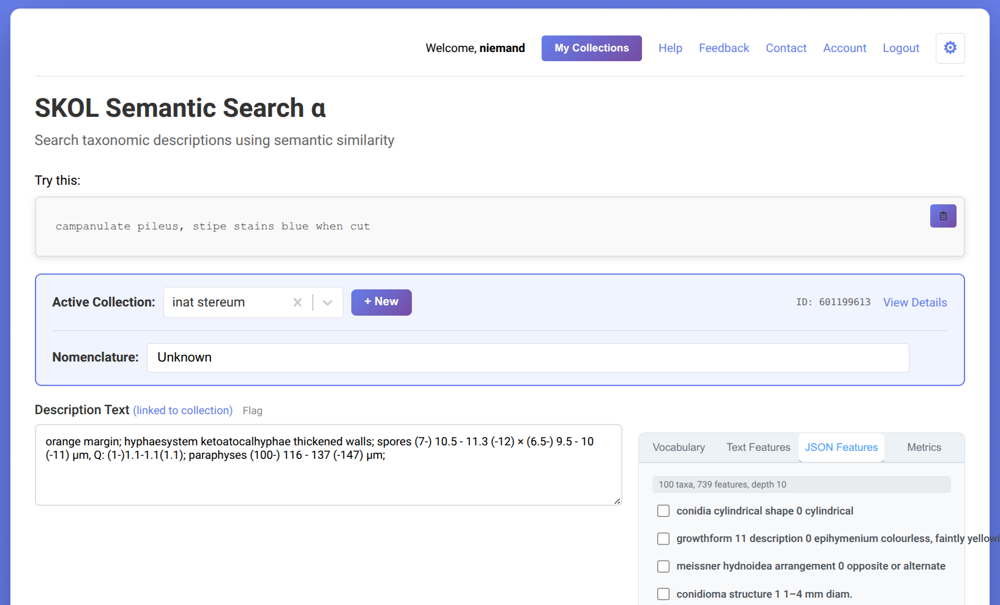 Welcome, niemand My Collections Help Feedback Contact Account Logout
SKOL Semantic Search α
Search taxonomic descriptions using semantic similarity
Try this:
campanulate pileus, stipe stains blue when cut
Active Collection: inat stereum + New ID: 601199613 View Details
Nomenclature: Unknown
Description Text (linked to collection) Flag
orange margin; hyphaesystem ketoatocalhyphae thickened walls; spores (7-) 10.5 - 11.3 (-12) × (6.5-) 9.5 - 10
(-11) μm, Q: (1-)1.1-1.1(1.1); paraphyses (100-) 116 - 137 (-147) μm;
Vocabulary Text Features JSON Features Metrics
100 taxa, 739 features, depth 10
conidia cylindrical shape 0 cylindrical
growthform 11 description 0 epihymenium colourless, faintly
meissner hydnoidea arrangement 0 opposite or alternate
conidioma structure 1 1–4 mm diam.